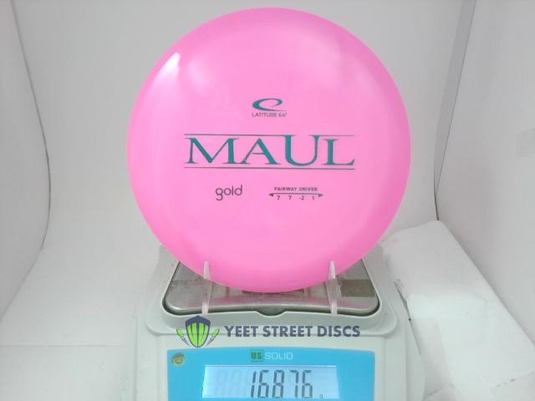 LATITUDE 64°
MAUL
gold
FAIRWAY DRIVER
7 7 -2 1
YEET STREET DISCS
U.S. SOLID
168.76 g